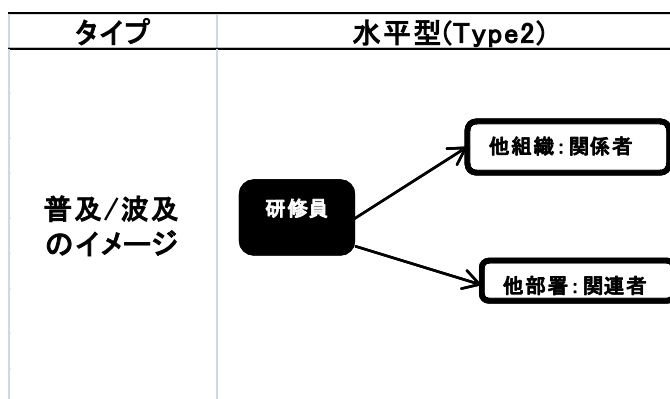 タイプ
水平型(Type2)
普及/波及
のイメージ
研修員
他組織:関係者
他部署:関連者